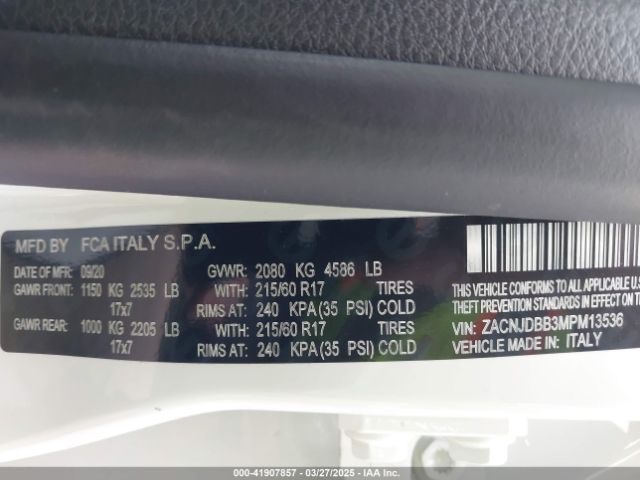 MFD BY FCA ITALY S.P.A.
DATE OF MFR: 09/20 GVWR: 2080 KG 4586 LB
GAWR FRONT: 1150 KG 2535 LB WITH: 215/60 R17 TIRES
17x7 RIMS AT: 240 KPA(35 PSI) COLD
GAWR REAR: 1000 KG 2205 LB WITH: 215/60 R17 TIRES
17x7 RIMS AT: 240 KPA(35 PSI) COLD
THIS VEHICLE CONFORMS TO ALL APPLICABLE U.S
STANDARDS IN EFFECT ON
VIN: ZACNJDBB3MPM13536
VEHICLE MADE IN: ITALY
000-41907857 - 03/27/2025 - IAA Inc.